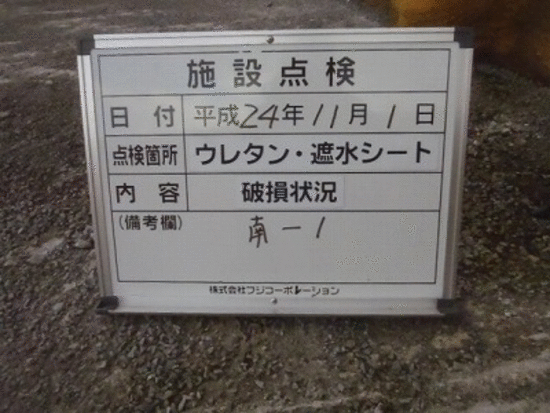 施設点検
日付 平成24年11月1日
点検箇所 ウレタン・遮水シート
内容 破損状況
(備考欄) 南-1
株式会社フジコーポレーション